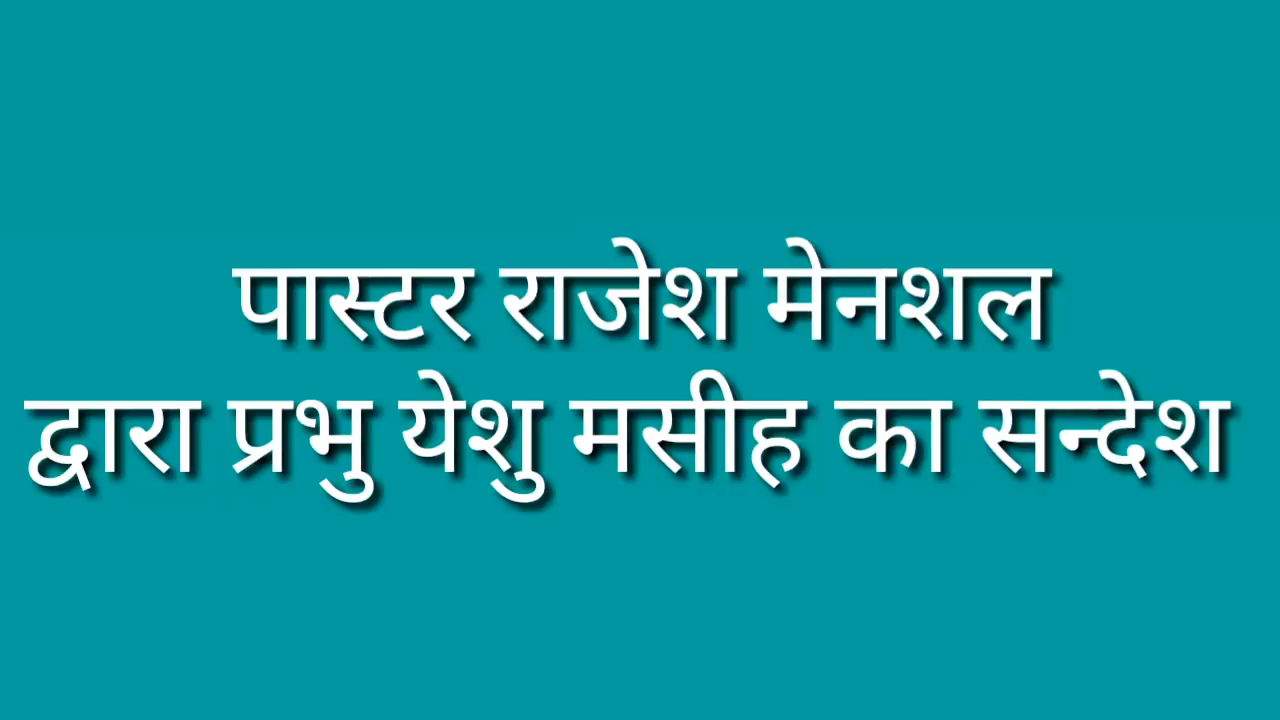 पास्टर राजेश मेनशल
द्वारा प्रभु येशु मसीह का सन्देश